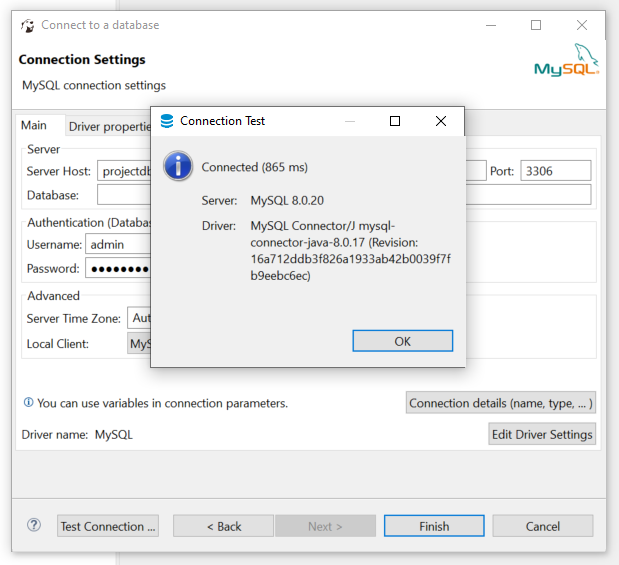 Connect to a database
Connection Settings
MySQL connection settings
MySQL
Main
Driver propertie
Server
Server Host: projectdb
Port: 3306
Database:
Authentication (Databas
Username: admin
Password: ●●●●●●●●
Advanced
Server Time Zone: Aut
Local Client: MyS
Connection Test
Connected (865 ms)
Server: MySQL 8.0.20
Driver: MySQL Connector/J mysql-
connector-java-8.0.17 (Revision:
16a712ddb3f826a1933ab42b0039f7f
b9eebc6ec)
OK
You can use variables in connection parameters.
Connection details (name, type, ... )
Driver name: MySQL
Edit Driver Settings
? Test Connection ... < Back Next > Finish Cancel